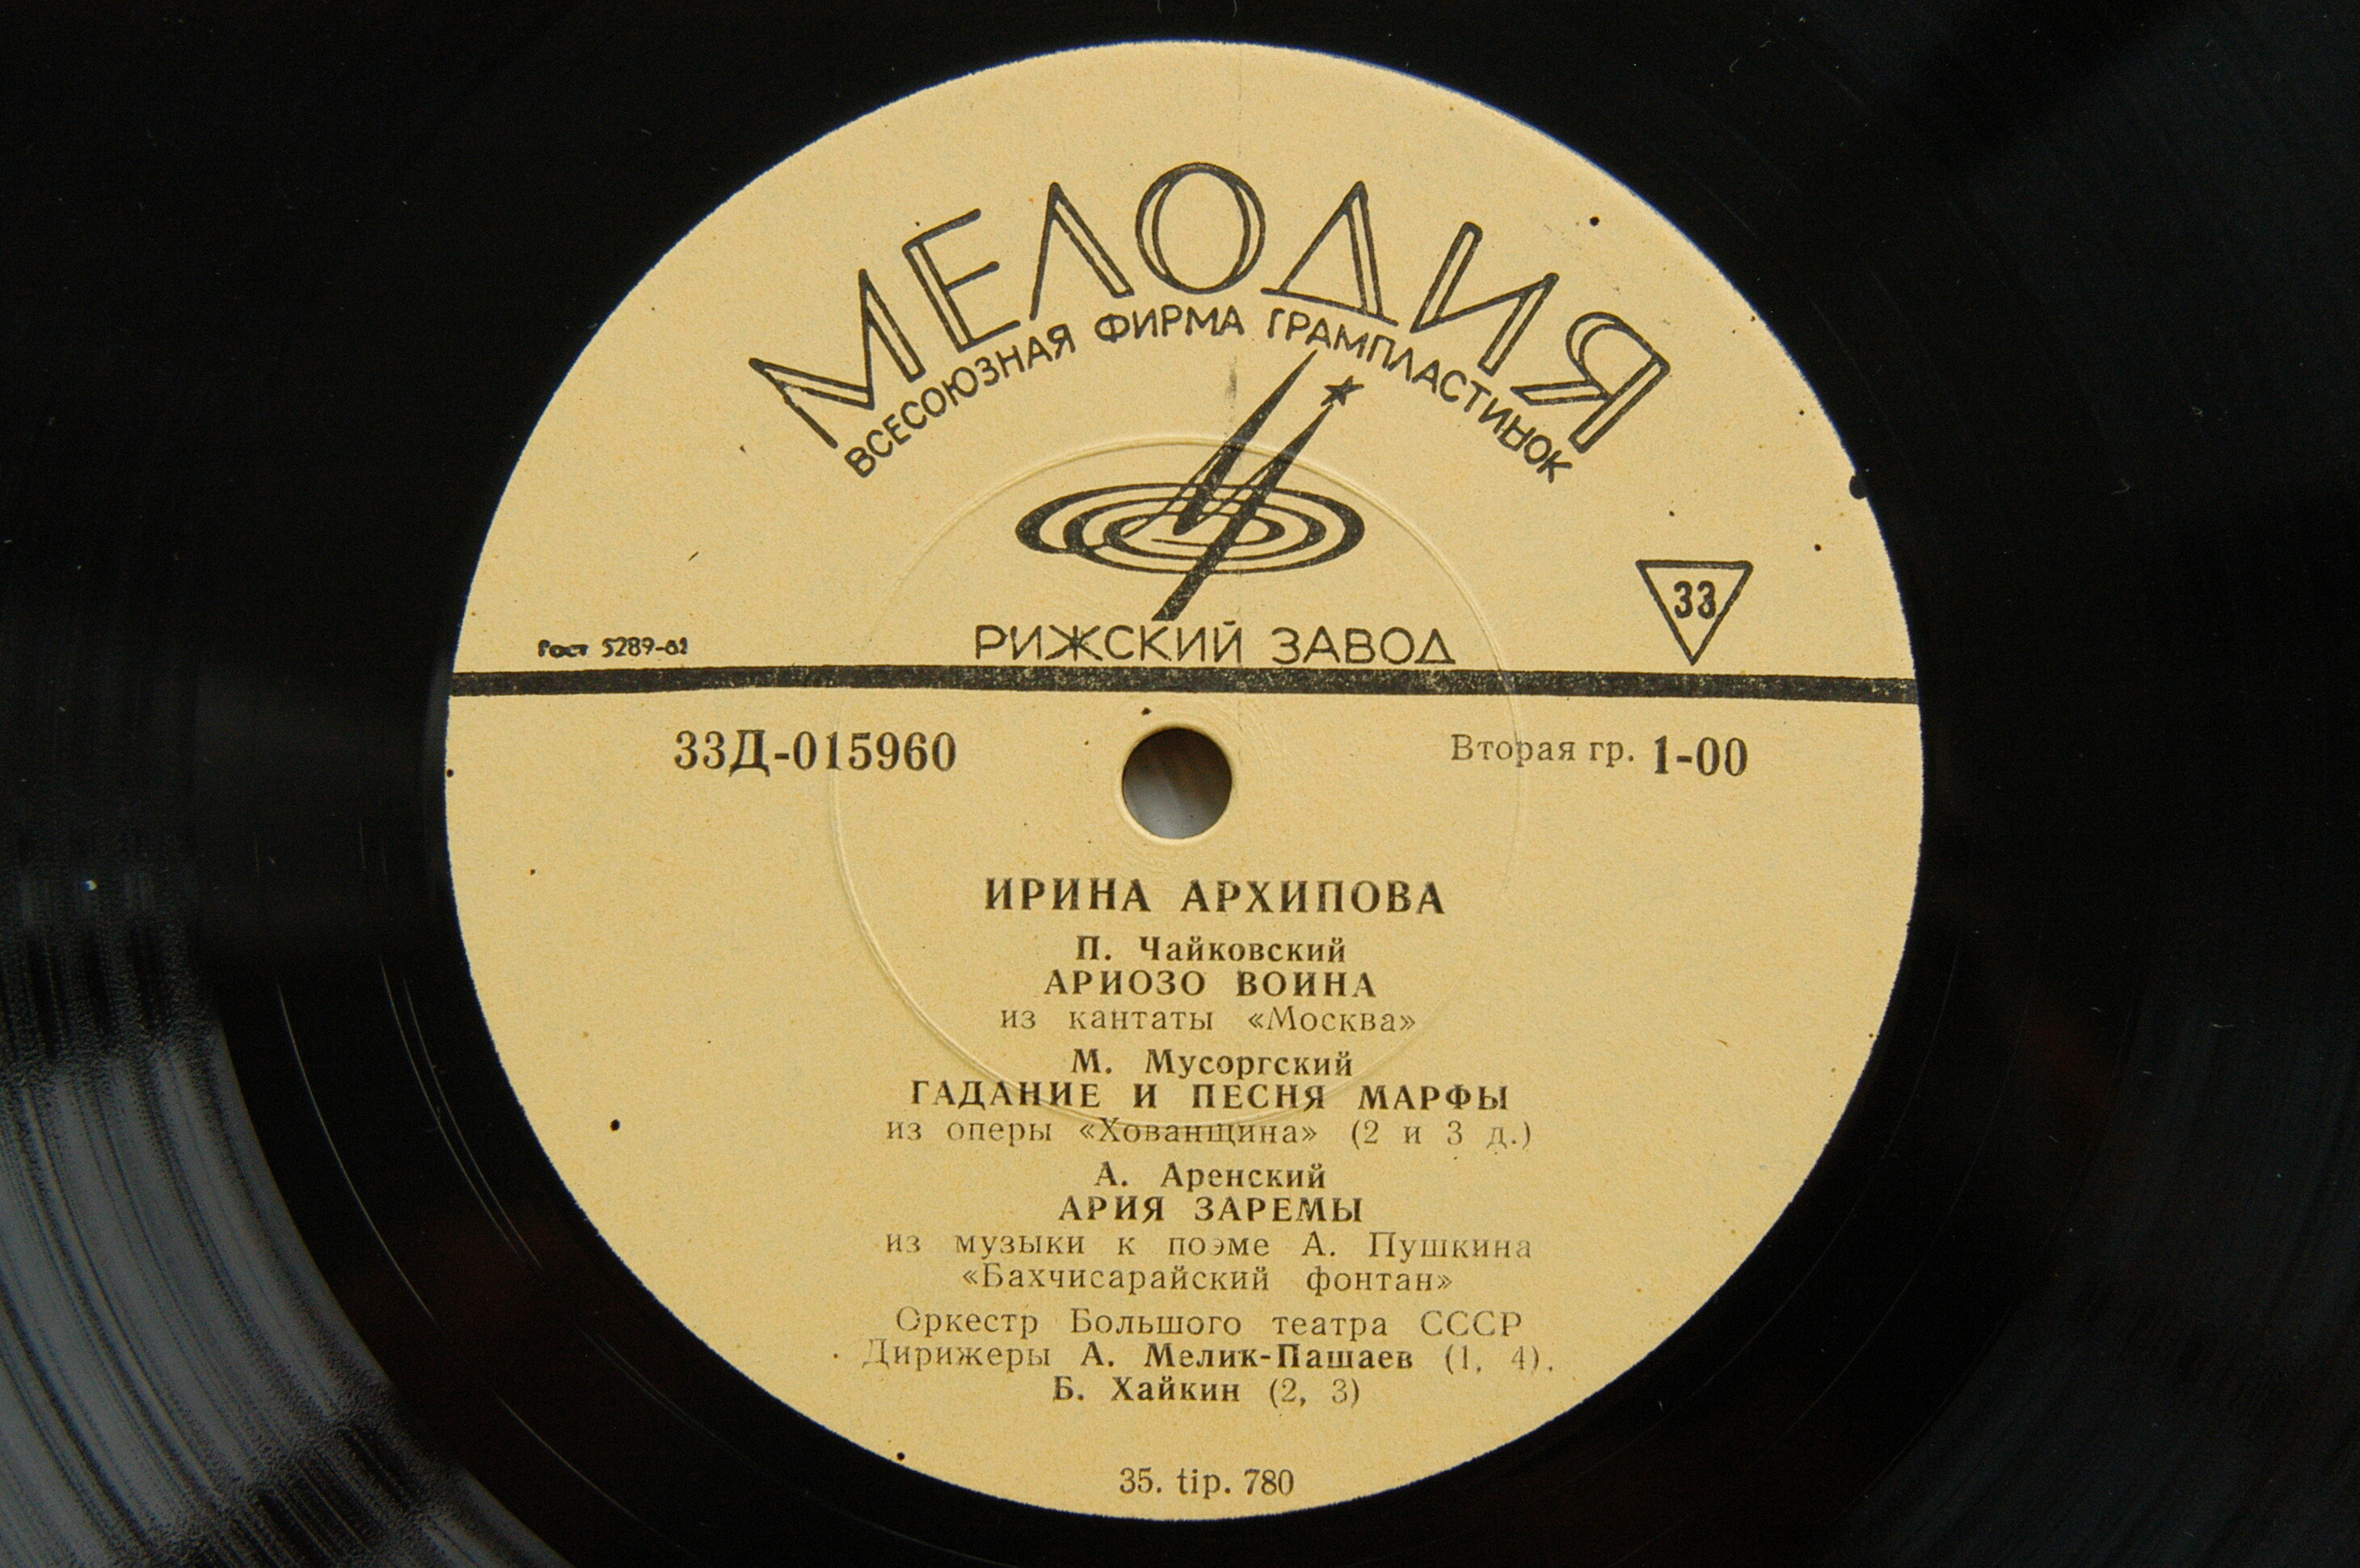 МЕЛОДИЯ
ВСЕСОЮЗНАЯ ФИРМА ГРАМПЛАСТИНОК
33
РИЖСКИЙ ЗАВОД
Гост 5289-61
33Д-015960
Вторая гр. 1-00
ИРИНА АРХИПОВА
П. Чайковский
АРИОЗО ВОИНА
из кантаты «Москва»
М. Мусоргский
ГАДАНИЕ И ПЕСНЯ МАРФЫ
из оперы «Хованщина» (2 и 3 д.)
А. Аренский
АРИЯ ЗАРЕМЫ
из музыки к поэме А. Пушкина
«Бахчисарайский фонтан»
Оркестр Большого театра СССР
Дирижеры А. Мелик-Пашаев (1, 4),
Б. Хайкин (2, 3)
35. tip. 780